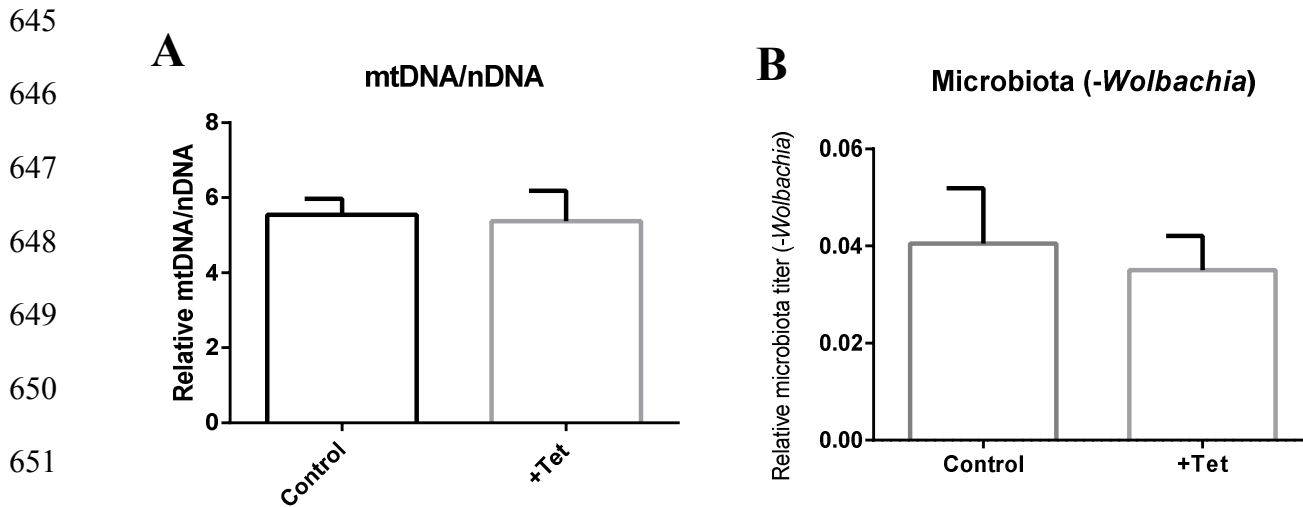 645
646
647
648
649
650
651
A
mtDNA/nDNA
Relative mtDNA/nDNA
8
6
4
2
0
Control
+Tet
B
Microbiota (-Wolbachia)
Relative microbiota titer (-Wolbachia)
0.06
0.04
0.02
0.00
Control
+Tet